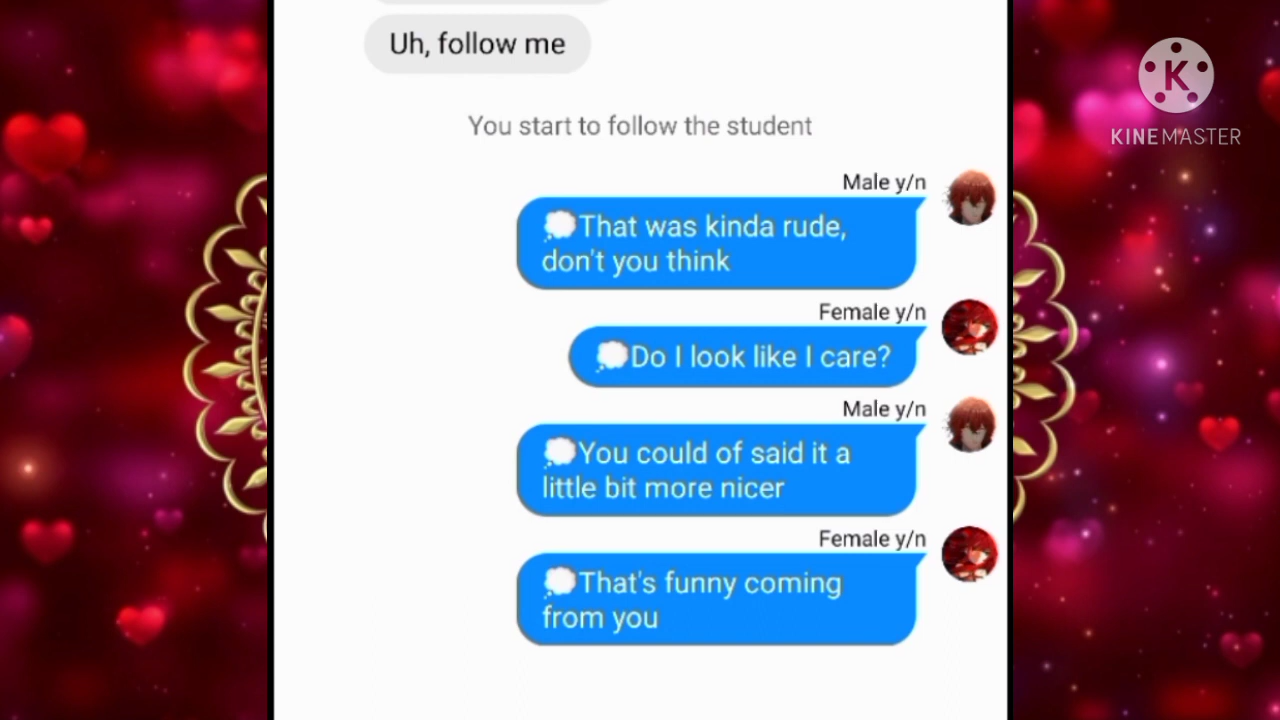 Uh, follow me
K
KINEMASTER
You start to follow the student
Male y/n
💭That was kinda rude,
don't you think
Female y/n
💭Do I look like I care?
Male y/n
💭You could of said it a
little bit more nicer
Female y/n
💭That's funny coming
from you